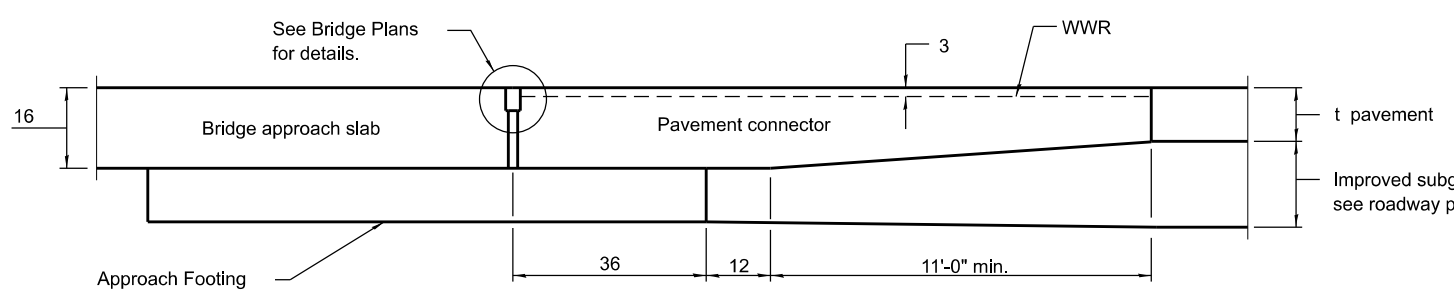 See Bridge Plans
for details.
3
WWR
16
Bridge approach slab
Pavement connector
t pavement
Improved
see roadway
Approach Footing
36
12
11'-0" min.